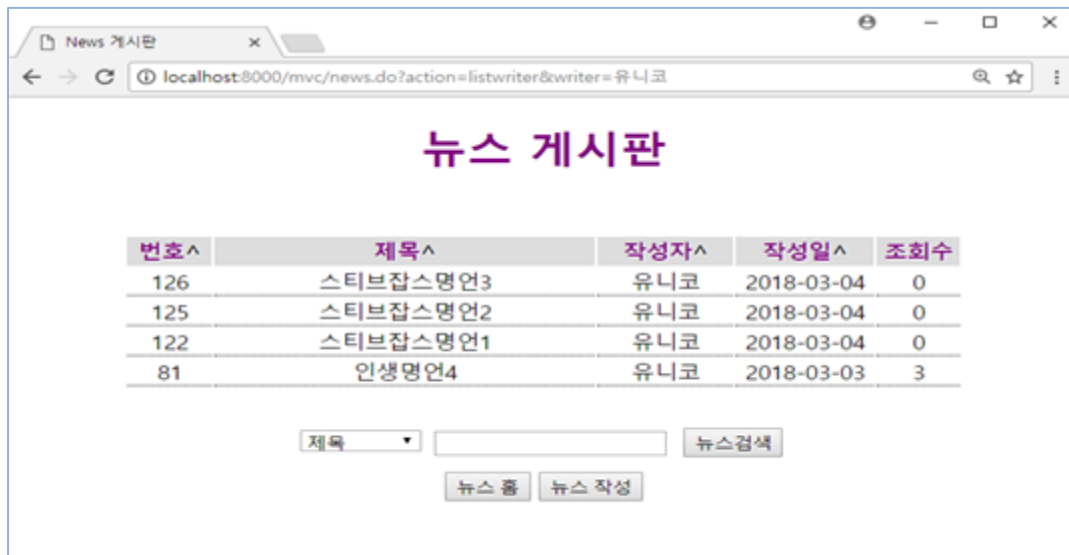 News 게시판
localhost:8000/mvc/news.do?action=listwriter&writer=유니코
뉴스 게시판
번호^ 제목^ 작성자^ 작성일^ 조회수
126 스티브잡스명언3 유니코 2018-03-04 0
125 스티브잡스명언2 유니코 2018-03-04 0
122 스티브잡스명언1 유니코 2018-03-04 0
81 인생명언4 유니코 2018-03-03 3
제목 뉴스검색
뉴스 홈 뉴스 작성